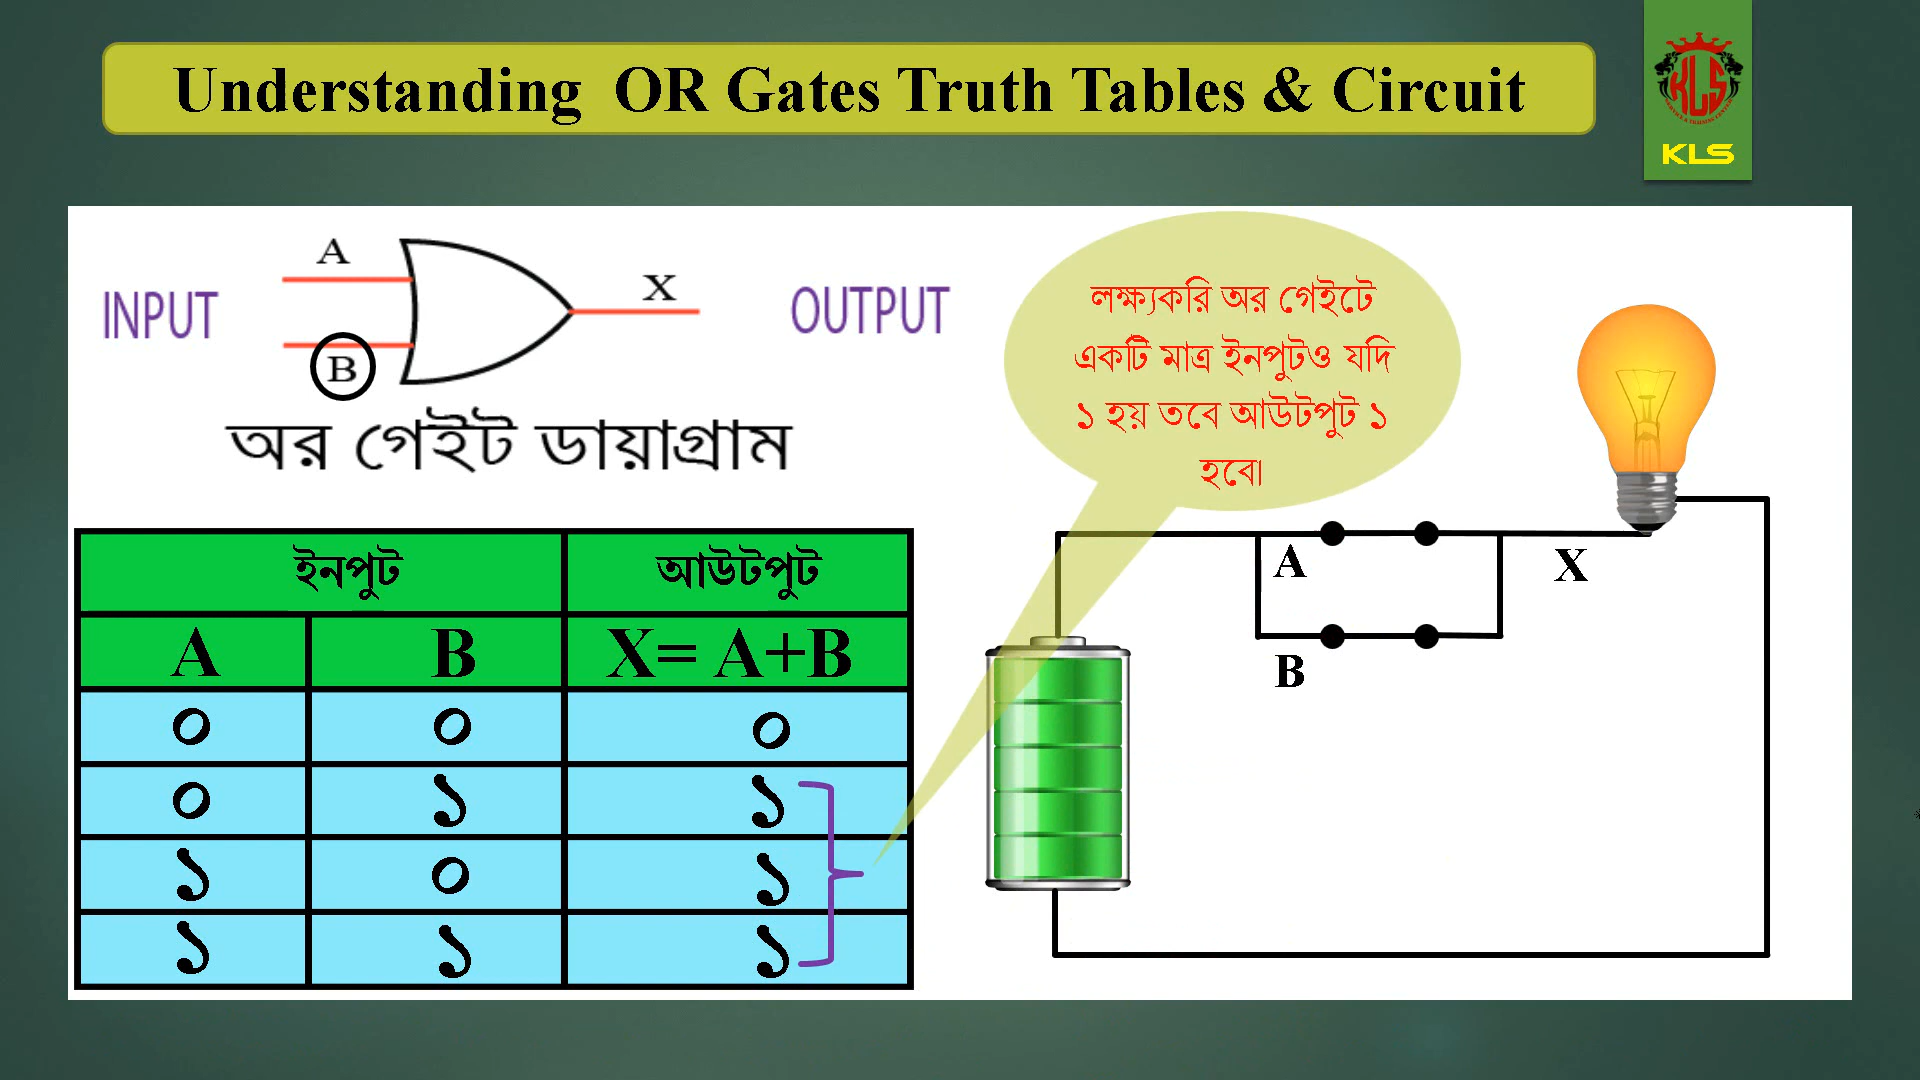 Understanding OR Gates Truth Tables & Circuit
KLS
KLS
A
X
INPUT
OUTPUT
B
অর গেইট ডায়াগ্রাম
লক্ষ্যকরি অর গেইটে
একটি মাত্র ইনপুটও যদি
১ হয় তবে আউটপুট ১
হবে।
ইনপুট আউটপুট
A B X= A+B
০ ০ ০
০ ১ ১
১ ০ ১
১ ১ ১
A
X
B